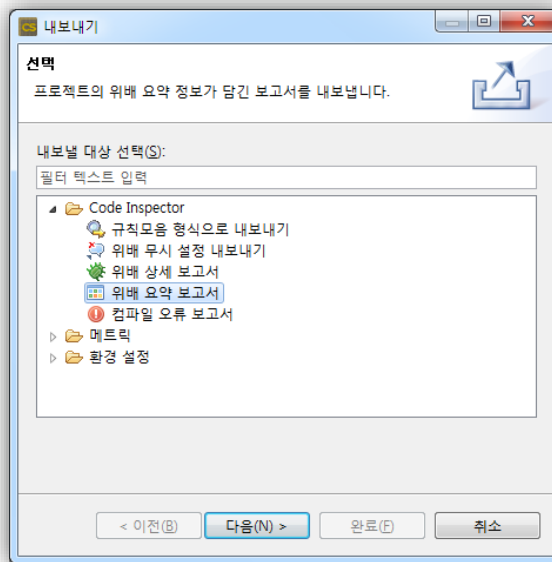 CS 내보내기
선택
프로젝트의 위배 요약 정보가 담긴 보고서를 내보냅니다.
내보낼 대상 선택(S):
필터 텍스트 입력
Code Inspector
규칙모음 형식으로 내보내기
위배 무시 설정 내보내기
위배 상세 보고서
위배 요약 보고서
컴파일 오류 보고서
메트릭
환경 설정
< 이전(B) 다음(N) > 완료(F) 취소